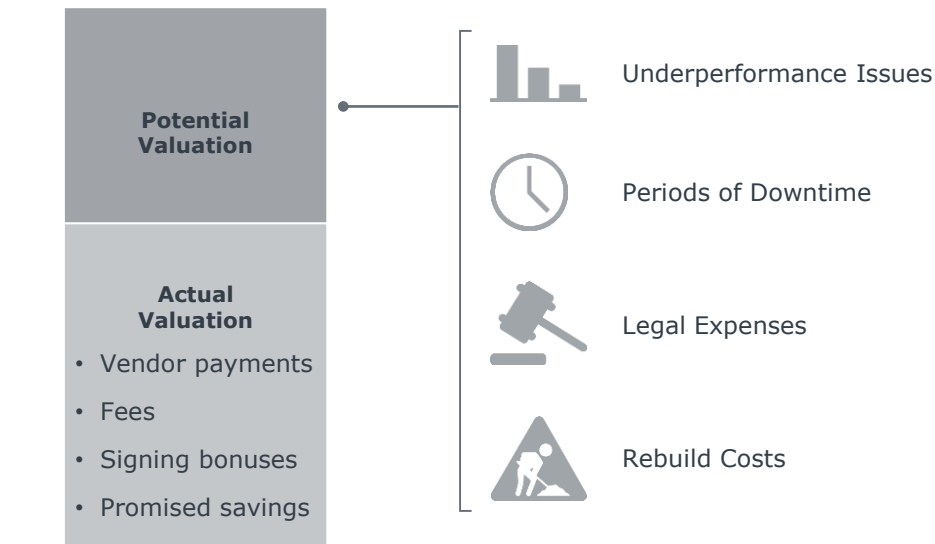 Potential
Valuation
Actual
Valuation
• Vendor payments
• Fees
• Signing bonuses
• Promised savings
Underperformance Issues
Periods of Downtime
Legal Expenses
Rebuild Costs